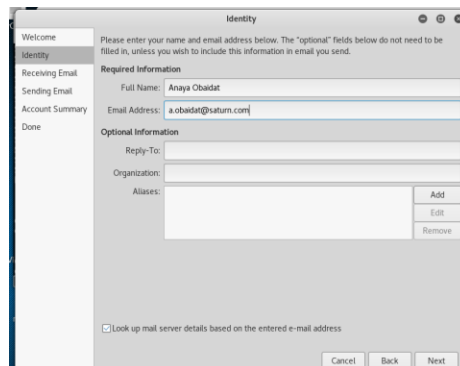 Identity
Welcome
Identity
Receiving Email
Sending Email
Account Summary
Done
Please enter your name and email address below. The "optional" fields below do not need to be
filled in, unless you wish to include this information in email you send.
Required Information
Full Name: Anaya Obaidat
Email Address: a.obaidat@saturn.com
Optional Information
Reply-To:
Organization:
Aliases:
Add
Edit
Remove
Look up mail server details based on the entered e-mail address
Cancel Back Next